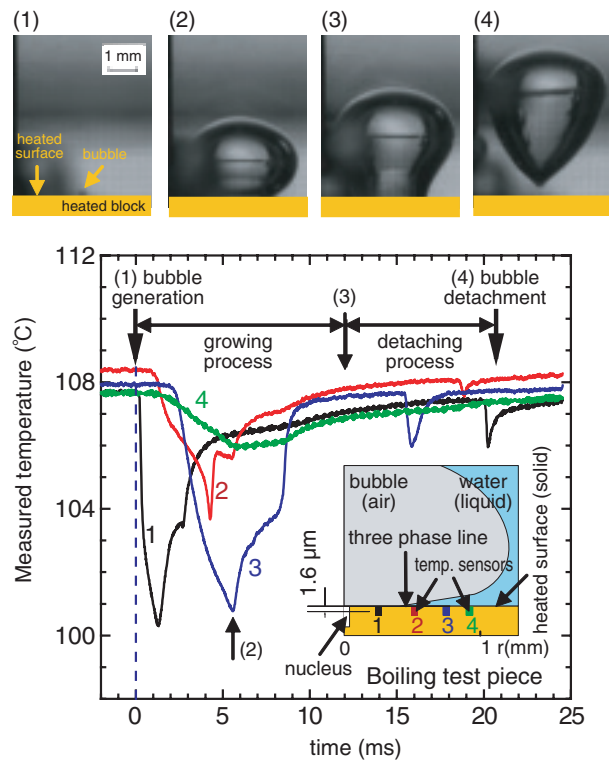 (1)
(2)
(3)
(4)
1 mm
heated
surface
bubble
heated block
112
108
104
100
Measured temperature (℃)
(1) bubble
generation
(3)
(4) bubble
detachment
growing
process
detaching
process
4
2
1
3
(2)
bubble
(air)
water
(liquid)
three phase line
temp. sensors
heated surface (solid)
1.6 µm
1
2
3
4
nucleus
0
1 r(mm)
Boiling test piece
0
5
10
15
20
25
time (ms)